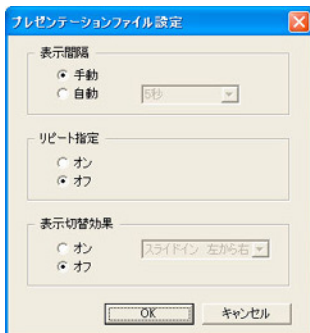 プレゼンテーションファイル設定
表示間隔
手動
自動 5秒
リピート指定
オン
オフ
表示切替効果
オン スライドイン 左から右
オフ
OK キャンセル